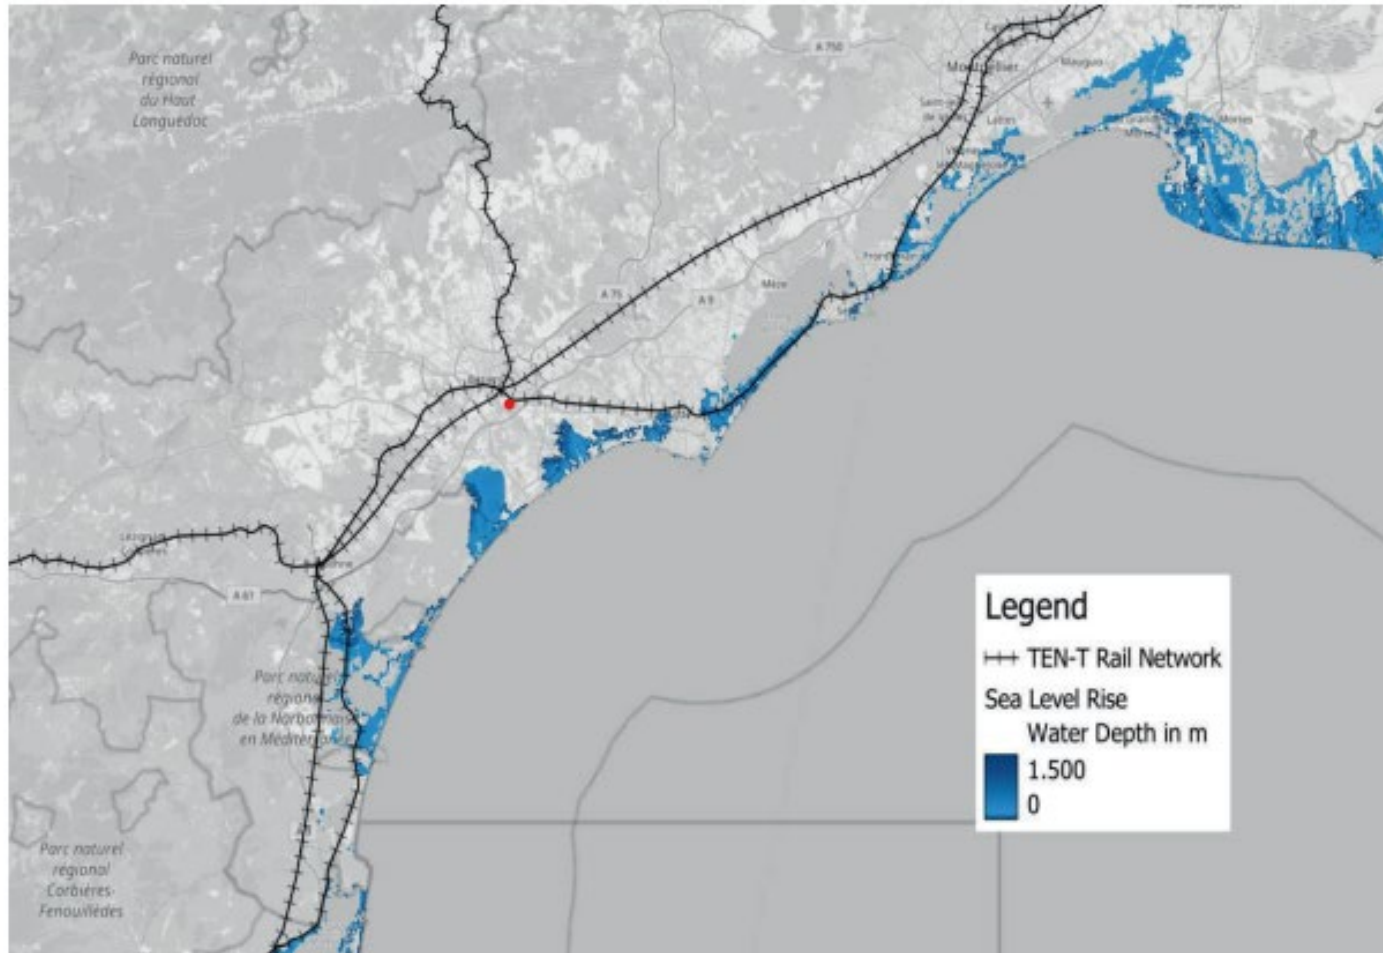 Parc naturel
régional
du Haut
Languedoc
A 750
Montpellier
Mauguio
Lattes
A 75
A 9
Mèze
A 61
Parc naturel
régional
de la Narbonnaise
en Méditerranée
Parc naturel
régional
Corbières-
Fenouillèdes
Legend
TEN-T Rail Network
Sea Level Rise
Water Depth in m
1.500
0